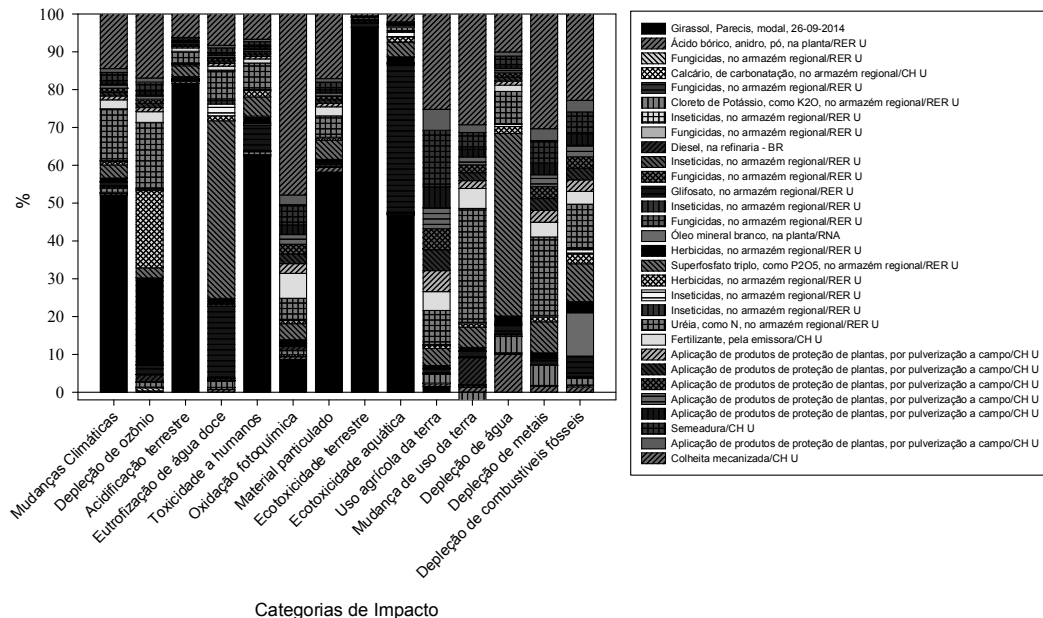 100
90
80
70
60
50
40
30
20
10
0
%
Mudanças Climáticas
Depleção de ozônio
Acidificação terrestre
Eutrofização de água doce
Toxicidade a humanos
Oxidação fotoquímica
Material particulado
Ecotoxicidade terrestre
Ecotoxicidade aquática
Uso agrícola da terra
Mudança de uso da terra
Depleção de água
Depleção de metais
Depleção de combustíveis fósseis
Categorias de Impacto
Girassol, Parecis, modal, 26-09-2014
Ácido bórico, anidro, pó, na planta/RER U
Fungicidas, no armazém regional/RER U
Calcário, de carbonatação, no armazém regional/CH U
Fungicidas, no armazém regional/RER U
Cloreto de Potássio, como K2O, no armazém regional/RER U
Inseticidas, no armazém regional/RER U
Fungicidas, no armazém regional/RER U
Diesel, na refinaria - BR
Inseticidas, no armazém regional/RER U
Fungicidas, no armazém regional/RER U
Glifosato, no armazém regional/RER U
Inseticidas, no armazém regional/RER U
Fungicidas, no armazém regional/RER U
Óleo mineral branco, na planta/RNA
Herbicidas, no armazém regional/RER U
Superfosfato triplo, como P2O5, no armazém regional/RER U
Herbicidas, no armazém regional/RER U
Inseticidas, no armazém regional/RER U
Inseticidas, no armazém regional/RER U
Uréia, como N, no armazém regional/RER U
Fertilizante, pela emissora/CH U
Aplicação de produtos de proteção de plantas, por pulverização a campo/CH U
Aplicação de produtos de proteção de plantas, por pulverização a campo/CH U
Aplicação de produtos de proteção de plantas, por pulverização a campo/CH U
Aplicação de produtos de proteção de plantas, por pulverização a campo/CH U
Aplicação de produtos de proteção de plantas, por pulverização a campo/CH U
Semeadura/CH U
Aplicação de produtos de proteção de plantas, por pulverização a campo/CH U
Colheita mecanizada/CH U